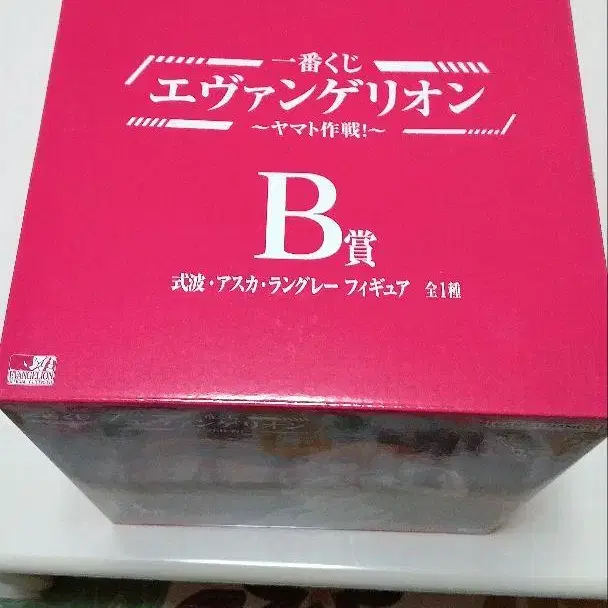 一番くじ
エヴァンゲリオン
～ヤマト作戦!～
B賞
式波・アスカ・ラングレー フィギュア 全1種
EVANGELION